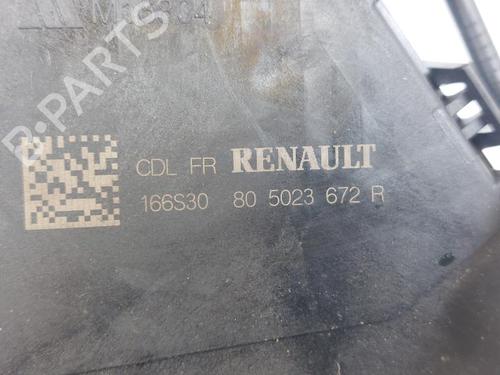 CDL FR RENAULT
166S30 80 5023 672 R
B-PARTS